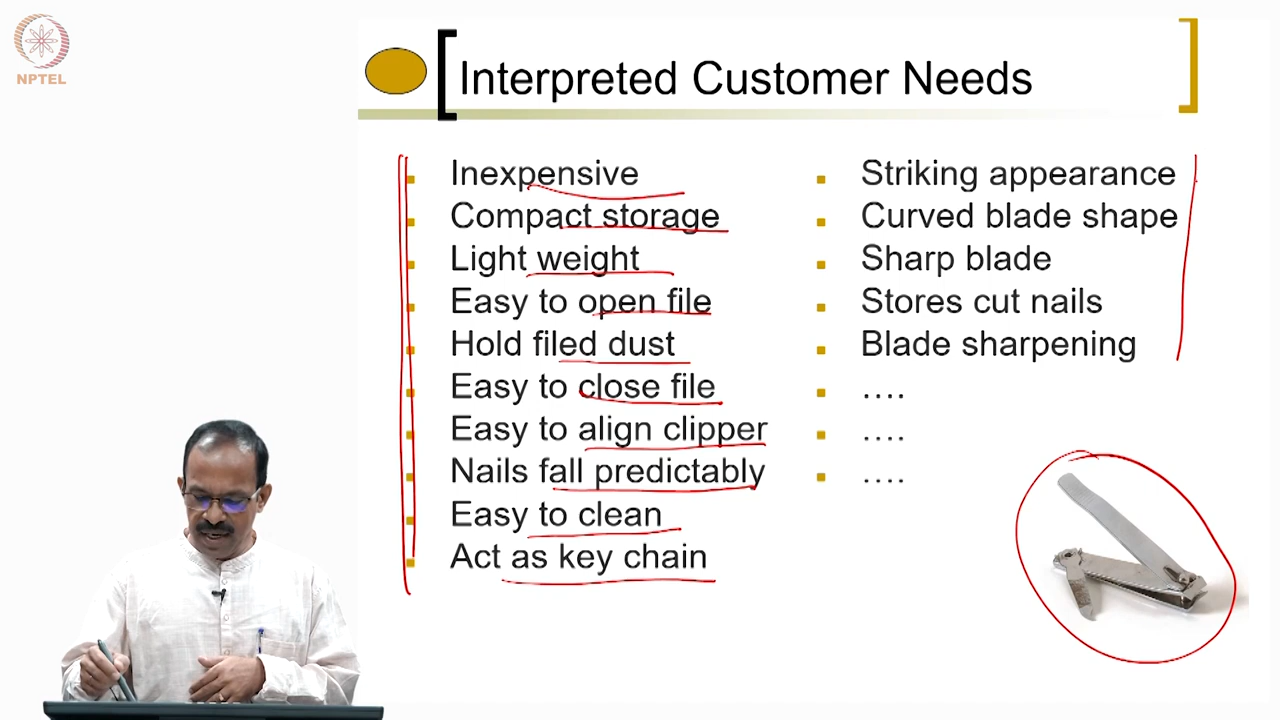 NPTEL
Interpreted Customer Needs
Inexpensive
Compact storage
Light weight
Easy to open file
Hold filed dust
Easy to close file
Easy to align clipper
Nails fall predictably
Easy to clean
Act as key chain
Striking appearance
Curved blade shape
Sharp blade
Stores cut nails
Blade sharpening
....
....
....